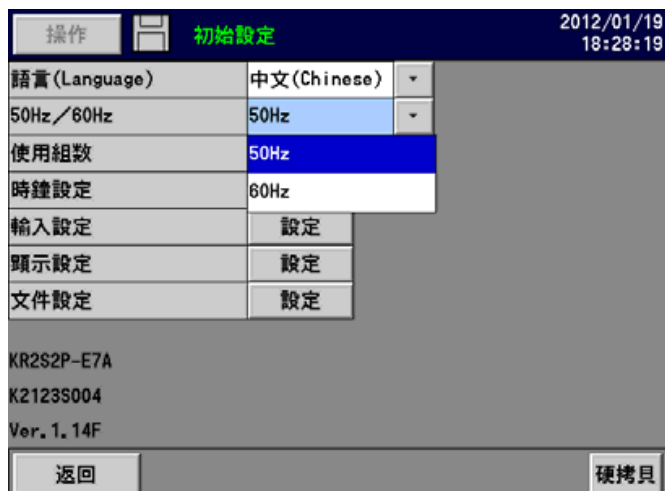 操作
初始設定
2012/01/19
18:28:19
語言(Language)
中文(Chinese)
50Hz/60Hz
50Hz
使用組数
50Hz
時鐘設定
60Hz
輸入設定
設定
顕示設定
設定
文件設定
設定
KR2S2P-E7A
K2123S004
Ver.1.14F
返回
硬拷貝